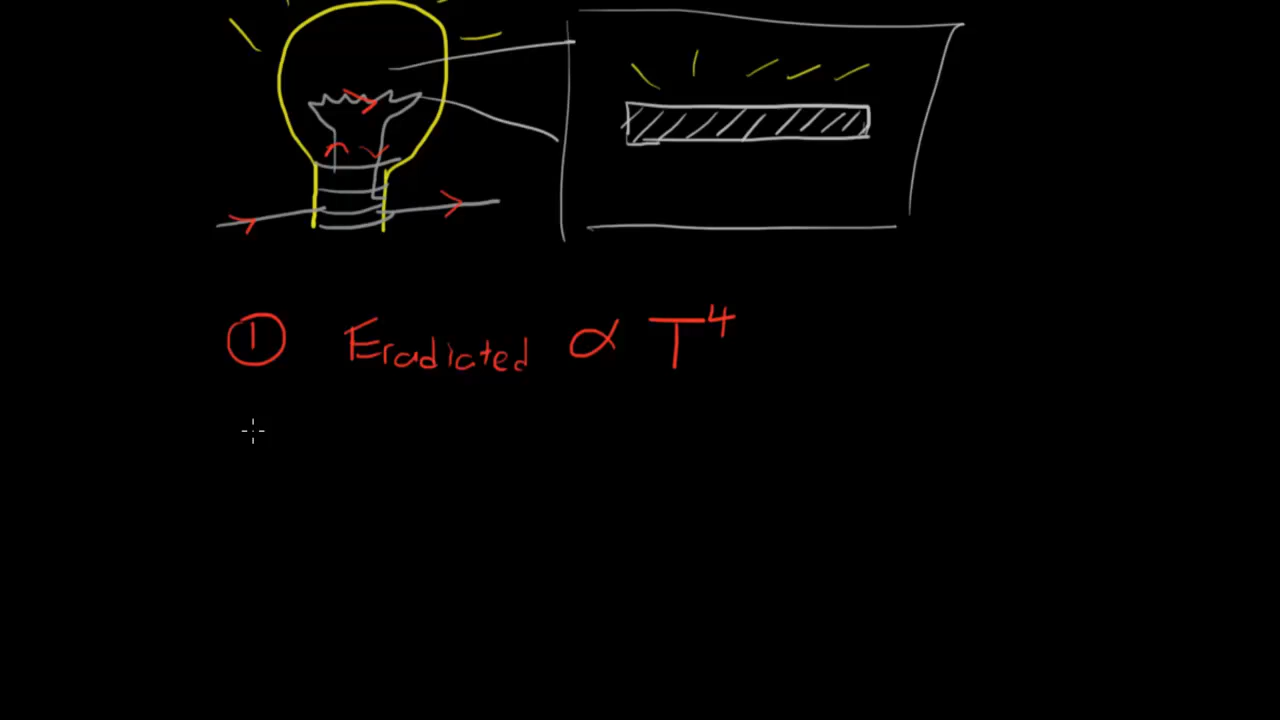 ① Eradiated ∝ T⁴